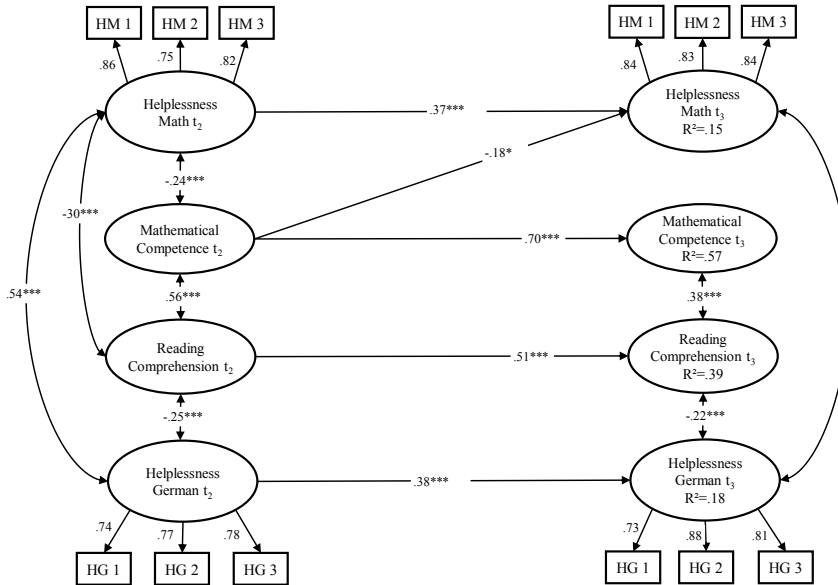 HM 1 HM 2 HM 3 HM 1 HM 2 HM 3
.86 .75 .82 .84 .83 .84
Helplessness
Math t2
.37***
Helplessness
Math t3
R²=.15
-.18*
-.24***
-30***
Mathematical
Competence t2
.70***
Mathematical
Competence t3
R²=.57
.54***
.56***
.38***
Reading
Comprehension t2
.51***
Reading
Comprehension t3
R²=.39
-.25***
-.22***
Helplessness
German t2
.38***
Helplessness
German t3
R²=.18
.74 .77 .78 .73 .88 .81
HG 1 HG 2 HG 3 HG 1 HG 2 HG 3